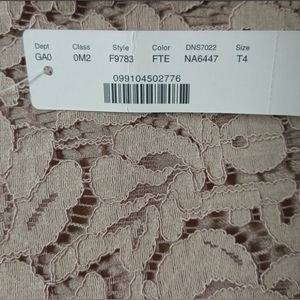 Dept Class Style Color DNS7022 Size
GA0 0M2 F9783 FTE NA6447 T4
099104502776